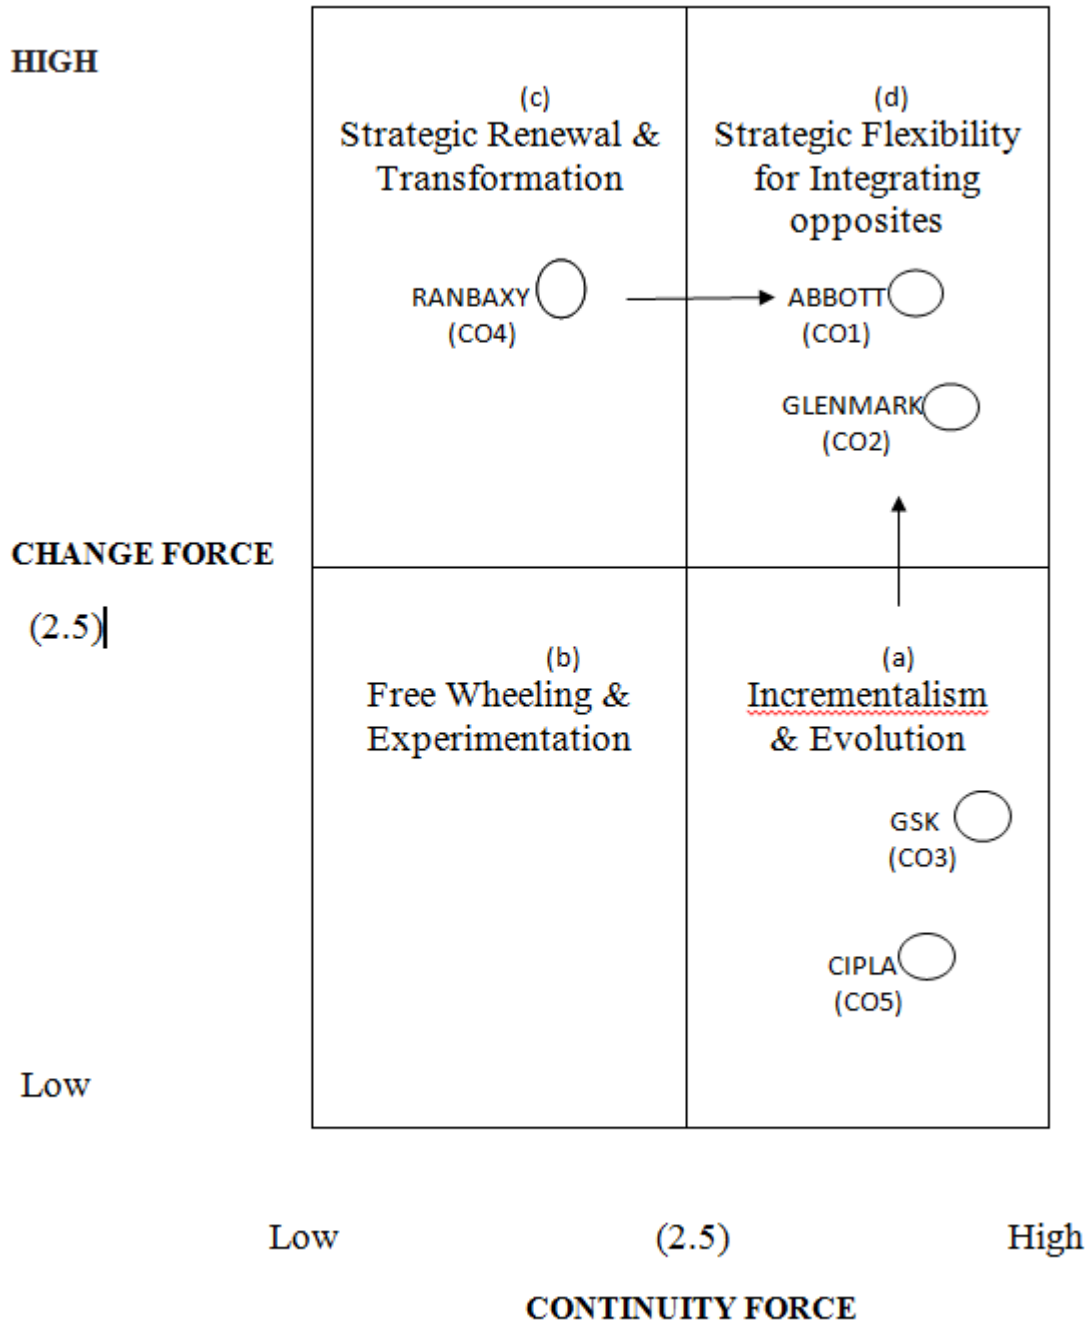 HIGH
(c)
Strategic Renewal &
Transformation
(d)
Strategic Flexibility
for Integrating
opposites
RANBAXY
(CO4)
ABBOTT
(CO1)
GLENMARK
(CO2)
CHANGE FORCE
(2.5)
(b)
Free Wheeling &
Experimentation
(a)
Incrementalism
& Evolution
GSK
(CO3)
CIPLA
(CO5)
Low
Low
(2.5)
High
CONTINUITY FORCE